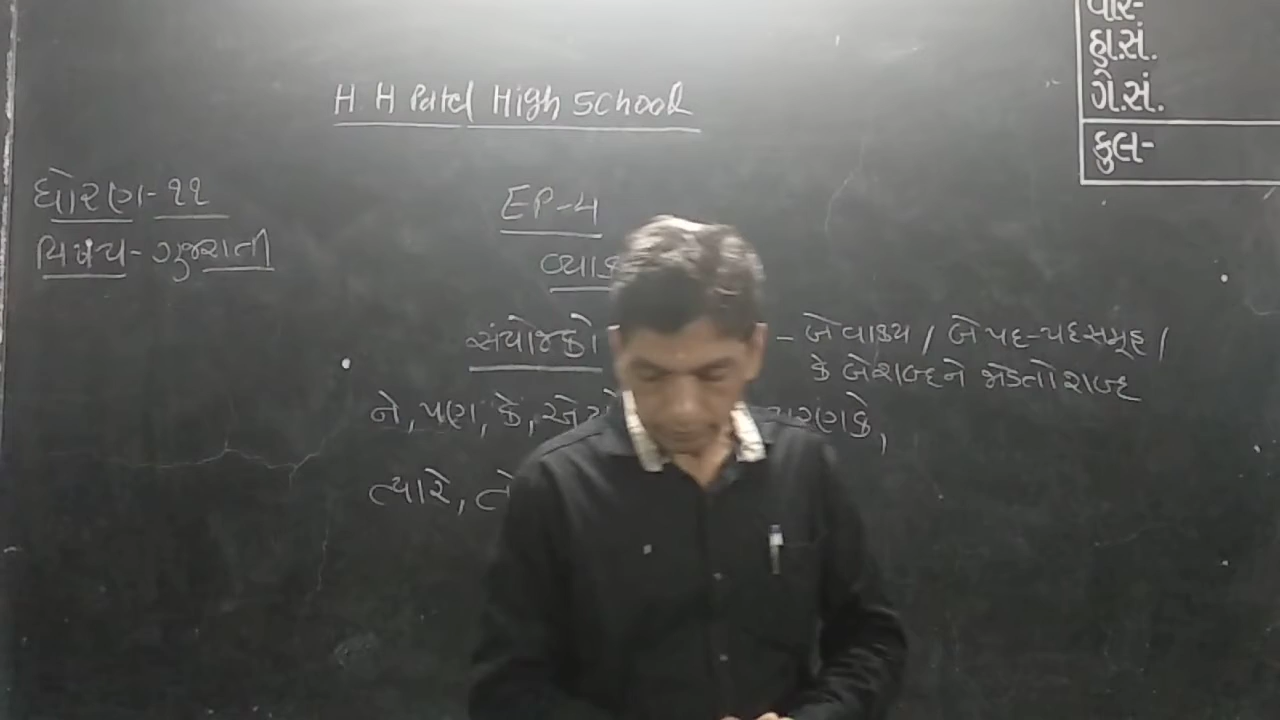 H H Patel High School
વાર-
હા.સં.
ગે.સં.
કુલ-
ધોરણ-૧૧
વિષય-ગુજરાતી
EP-4
સંયોજકો
- બે વાક્ય / બે પદ-પદસમૂહ /
કે બે શબ્દને જોડતો શબ્દ
ને, પણ, કે,
ત્યારે,